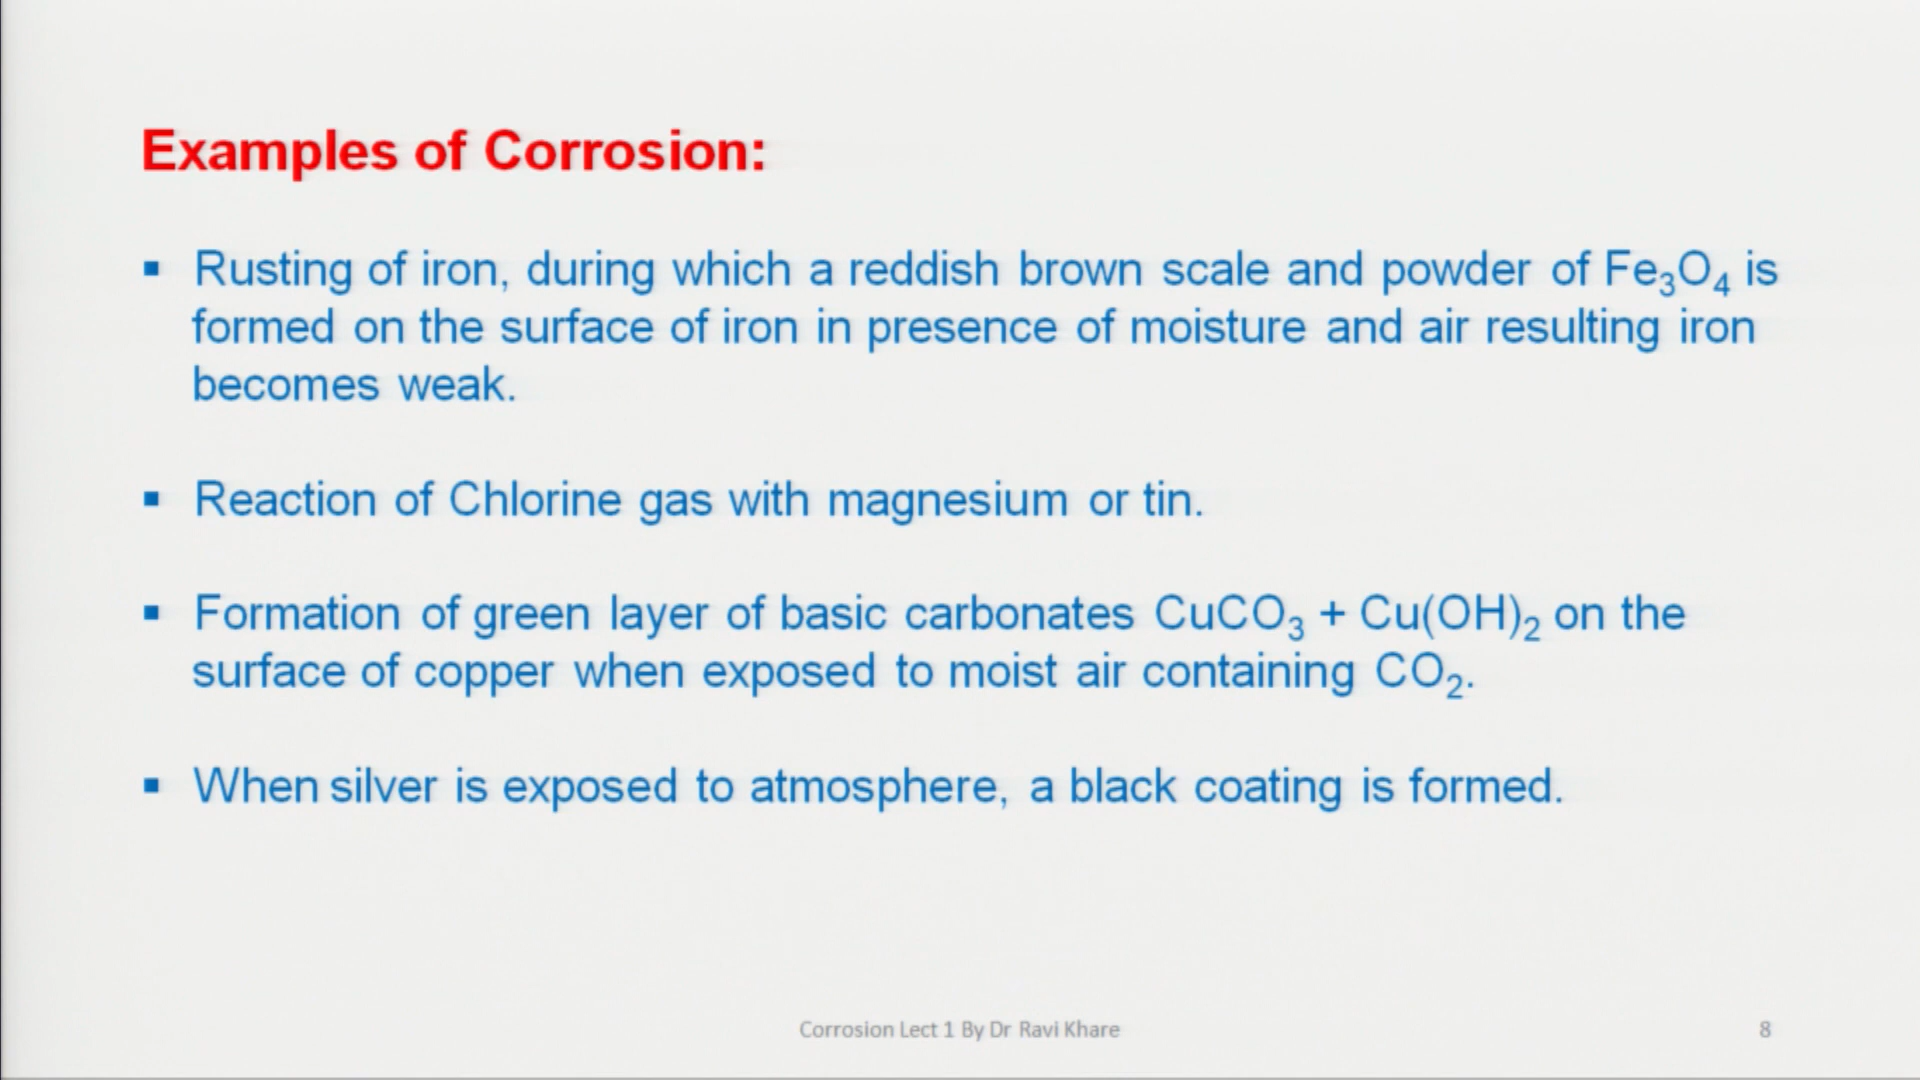 Examples of Corrosion:
▪ Rusting of iron, during which a reddish brown scale and powder of Fe₃O₄ is
formed on the surface of iron in presence of moisture and air resulting iron
becomes weak.
▪ Reaction of Chlorine gas with magnesium or tin.
▪ Formation of green layer of basic carbonates CuCO₃ + Cu(OH)₂ on the
surface of copper when exposed to moist air containing CO₂.
▪ When silver is exposed to atmosphere, a black coating is formed.
Corrosion Lect 1 By Dr Ravi Khare
8